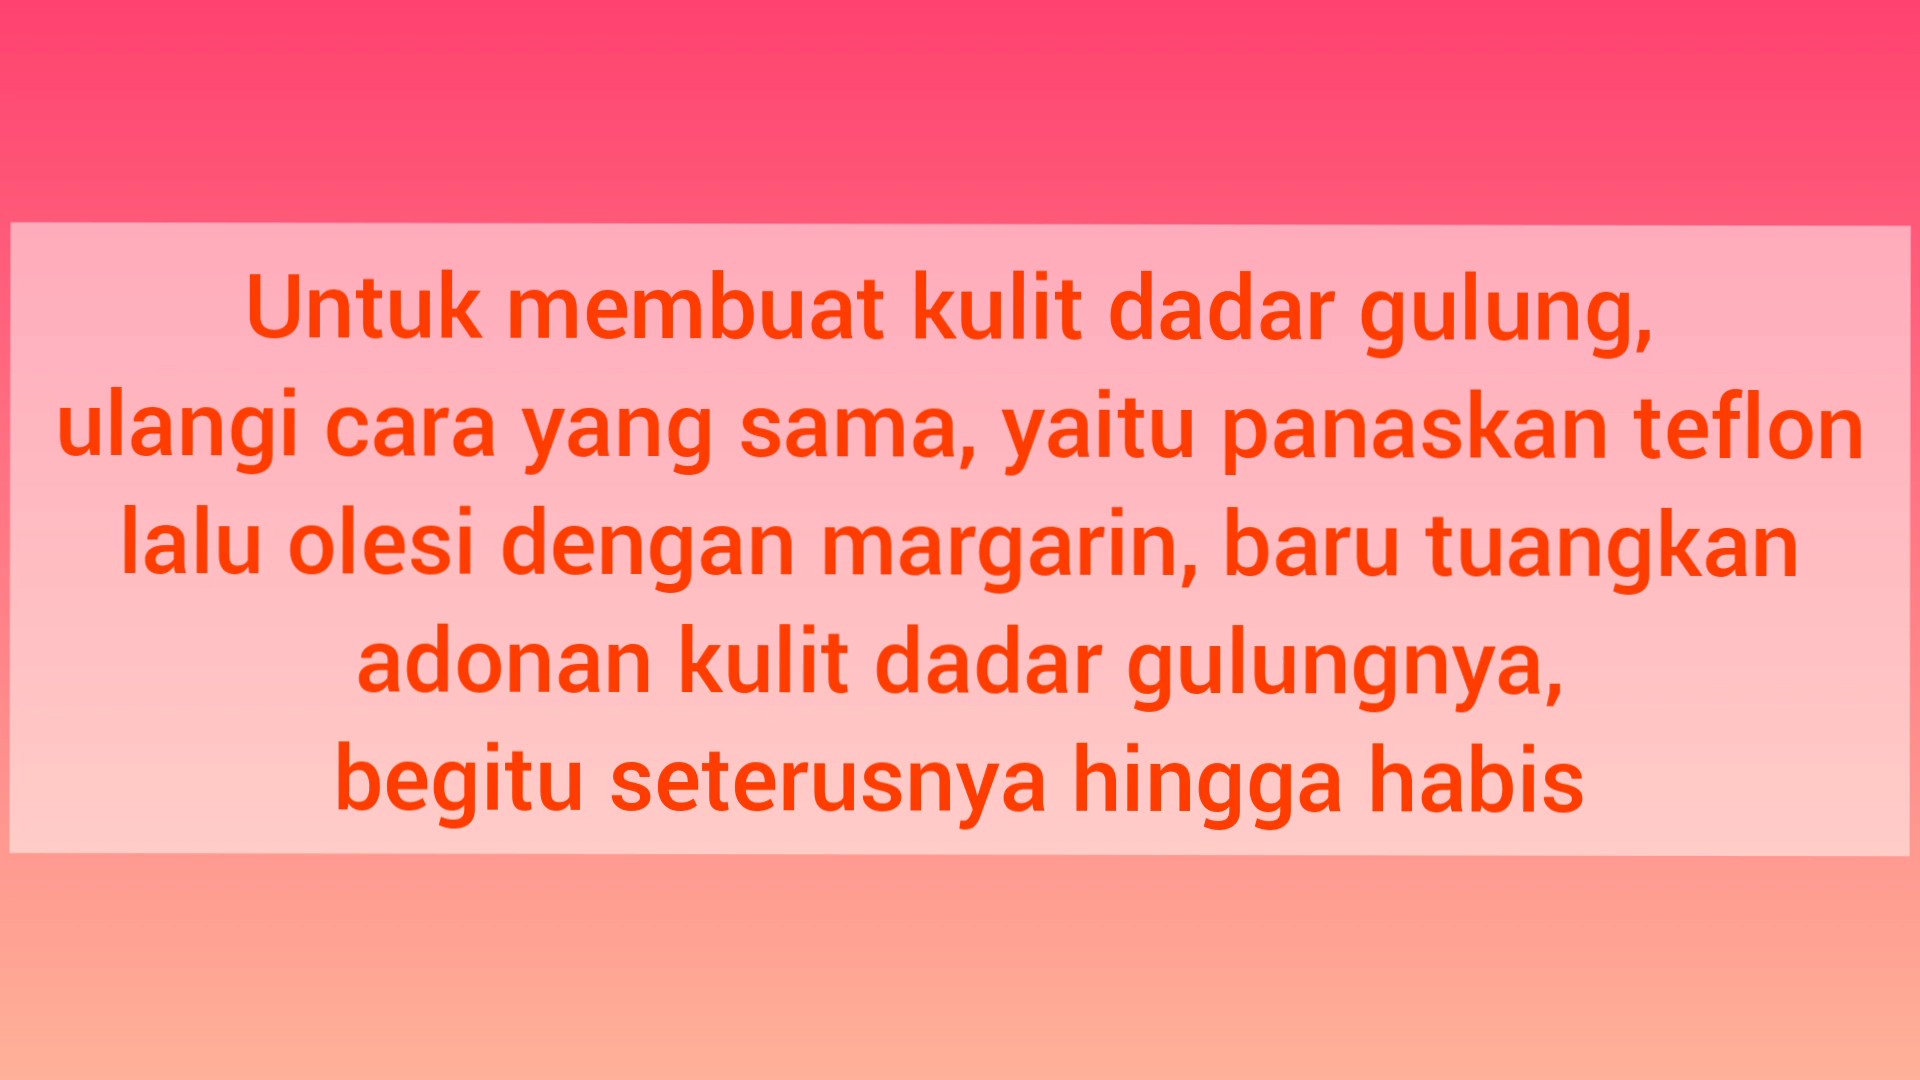 Untuk membuat kulit dadar gulung,
ulangi cara yang sama, yaitu panaskan teflon
lalu olesi dengan margarin, baru tuangkan
adonan kulit dadar gulungnya,
begitu seterusnya hingga habis